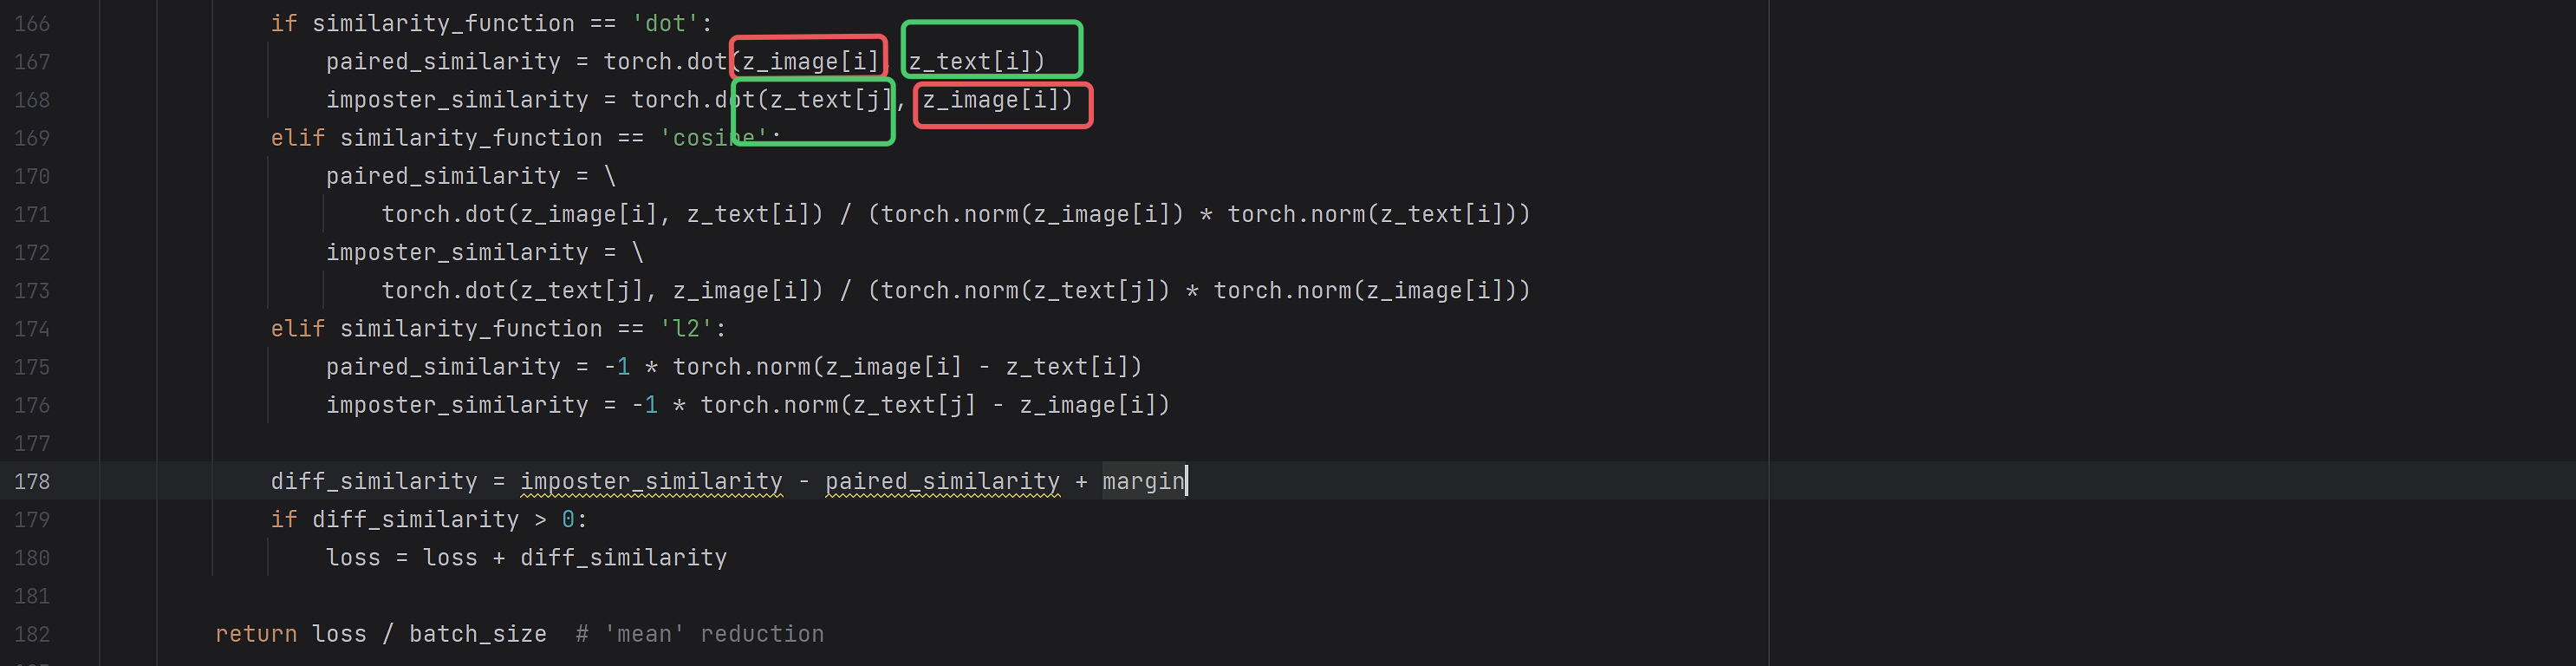 166 if similarity_function == 'dot':
167 paired_similarity = torch.dot(z_image[i] z_text[i])
168 imposter_similarity = torch.dot(z_text[j], z_image[i])
169 elif similarity_function == 'cosine':
170 paired_similarity = \
171 torch.dot(z_image[i], z_text[i]) / (torch.norm(z_image[i]) * torch.norm(z_text[i]))
172 imposter_similarity = \
173 torch.dot(z_text[j], z_image[i]) / (torch.norm(z_text[j]) * torch.norm(z_image[i]))
174 elif similarity_function == 'l2':
175 paired_similarity = -1 * torch.norm(z_image[i] - z_text[i])
176 imposter_similarity = -1 * torch.norm(z_text[j] - z_image[i])
177
178 diff_similarity = imposter_similarity - paired_similarity + margin
179 if diff_similarity > 0:
180 loss = loss + diff_similarity
181
182 return loss / batch_size # 'mean' reduction